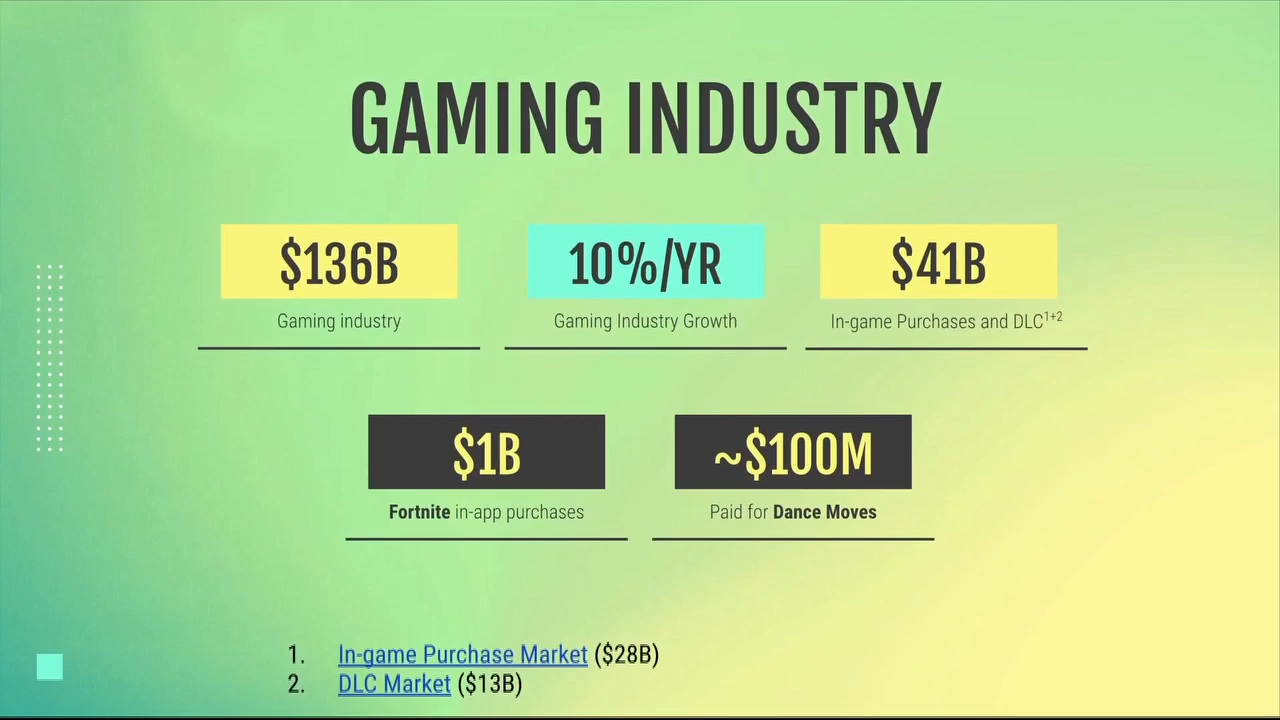 GAMING INDUSTRY
$136B
Gaming industry
10%/YR
Gaming Industry Growth
$41B
In-game Purchases and DLC1+2
$1B
Fortnite in-app purchases
~$100M
Paid for Dance Moves
1. In-game Purchase Market ($28B)
2. DLC Market ($13B)